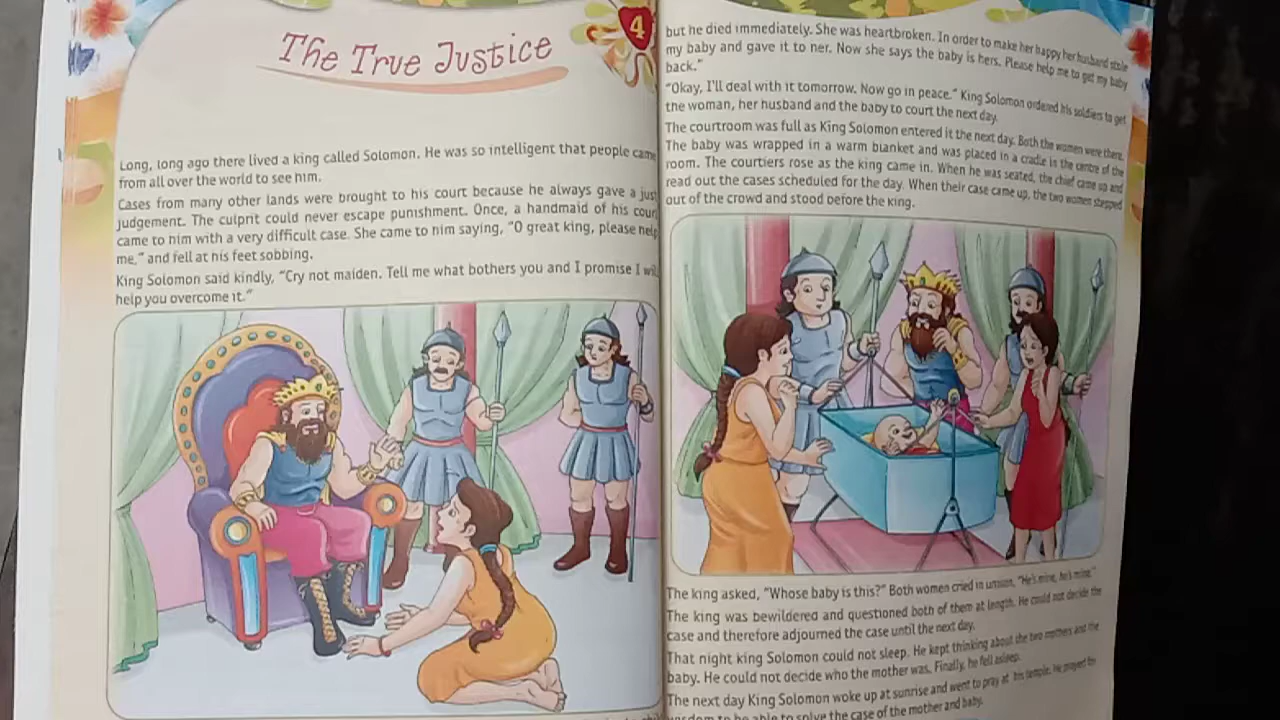 The True Justice
4
Long, long ago there lived a king called Solomon. He was so intelligent that people came
from all over the world to see him.
Cases from many other lands were brought to his court because he always gave a just
judgement. The culprit could never escape punishment. Once, a handmaid of his cour
came to him with a very difficult case. She came to him saying, "O great king, please help
me," and fell at his feet sobbing.
King Solomon said kindly, "Cry not maiden. Tell me what bothers you and I promise I wil
help you overcome it."
but he died immediately. She was heartbroken. In order to make her happy her husband stole
my baby and gave it to her. Now she says the baby is hers. Please help me to get my baby
back."
"Okay, I'll deal with it tomorrow. Now go in peace." King Solomon ordered his soldiers to get
the woman, her husband and the baby to court the next day.
The courtroom was full as King Solomon entered it the next day. Both the women were there.
The baby was wrapped in a warm blanket and was placed in a cradle in the centre of the
room. The courtiers rose as the king came in. When he was seated, the chief came up and
read out the cases scheduled for the day. When their case came up, the two women stepped
out of the crowd and stood before the king.
The king asked, "Whose baby is this?" Both women cried in unison, "He's mine, he's mine."
The king was bewildered and questioned both of them at length. He could not decide the
case and therefore adjourned the case until the next day.
That night king Solomon could not sleep. He kept thinking about the two mothers and the
baby. He could not decide who the mother was. Finally, he fell asleep.
The next day King Solomon woke up at sunrise and went to pray at his temple. He prayed for
wisdom to be able to solve the case of the mother and baby.